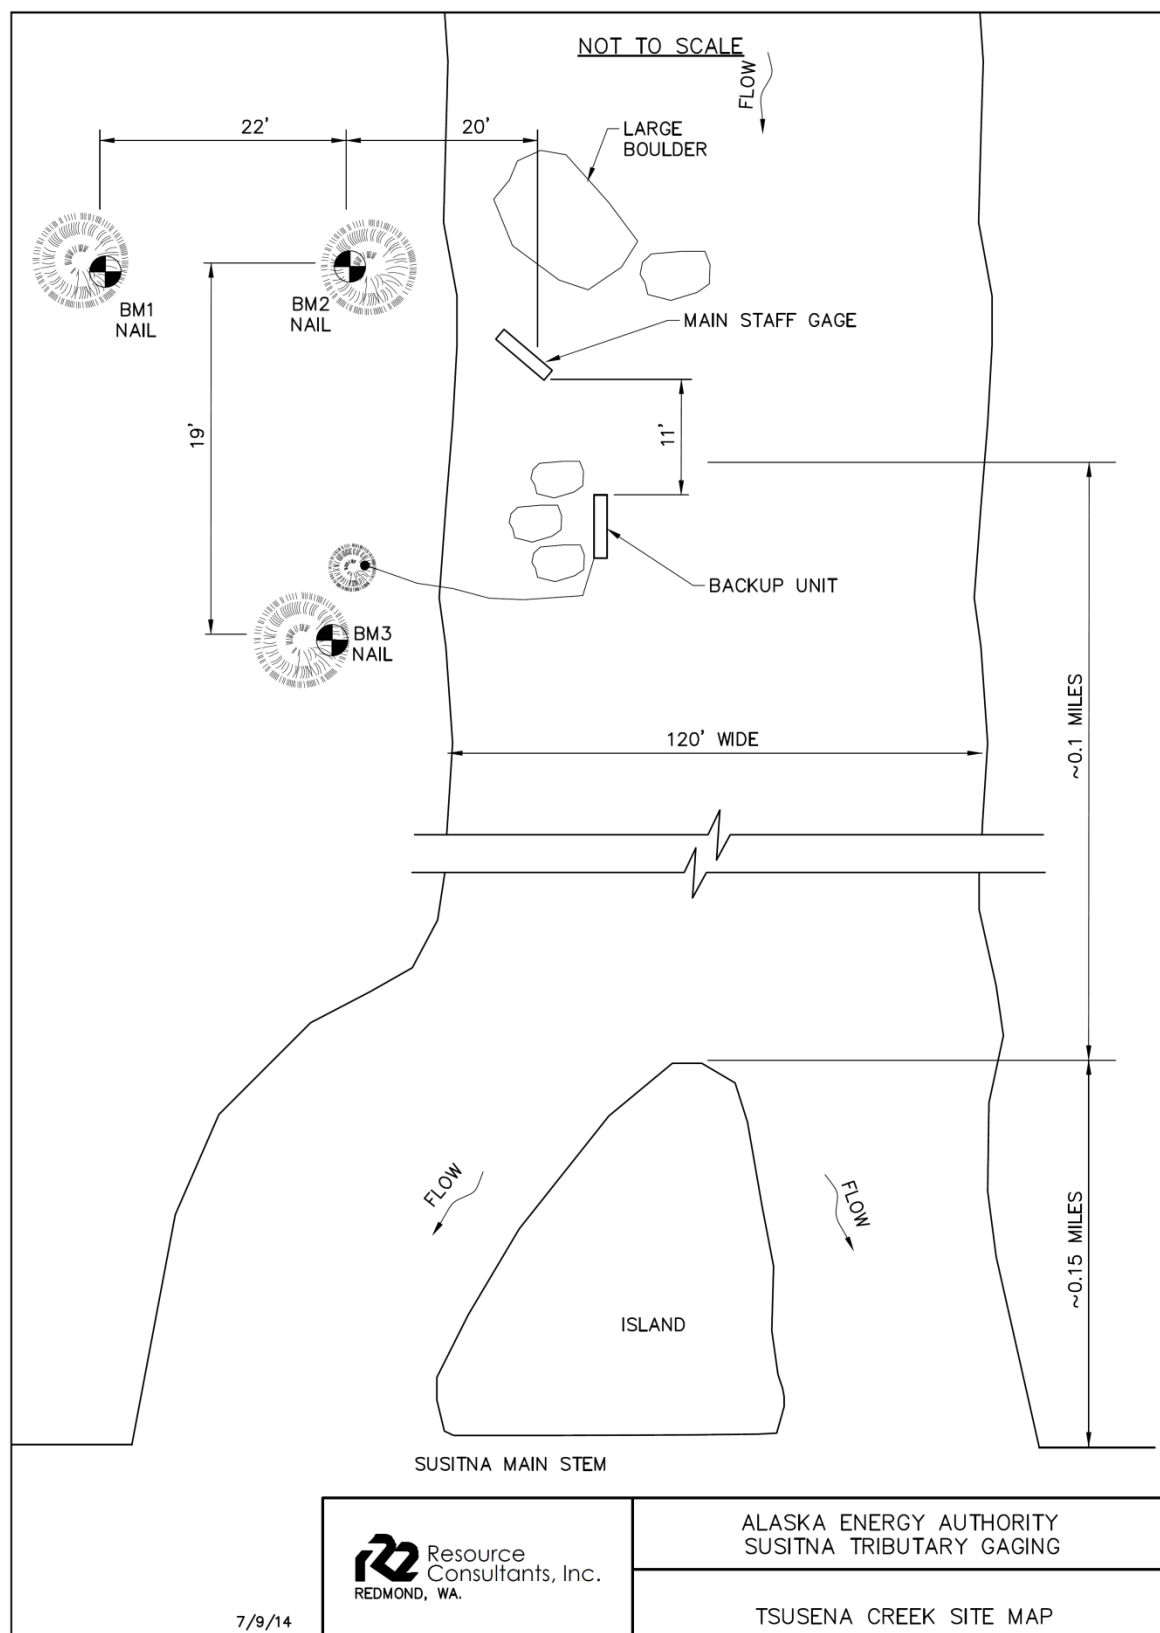 NOT TO SCALE
FLOW
22'
20'
LARGE
BOULDER
BM1
NAIL
BM2
NAIL
MAIN STAFF GAGE
19'
11'
BACKUP UNIT
BM3
NAIL
~0.1 MILES
120' WIDE
FLOW
FLOW
~0.15 MILES
ISLAND
SUSITNA MAIN STEM
r22 Resource
Consultants, Inc.
REDMOND, WA.
ALASKA ENERGY AUTHORITY
SUSITNA TRIBUTARY GAGING
7/9/14
TSUSENA CREEK SITE MAP